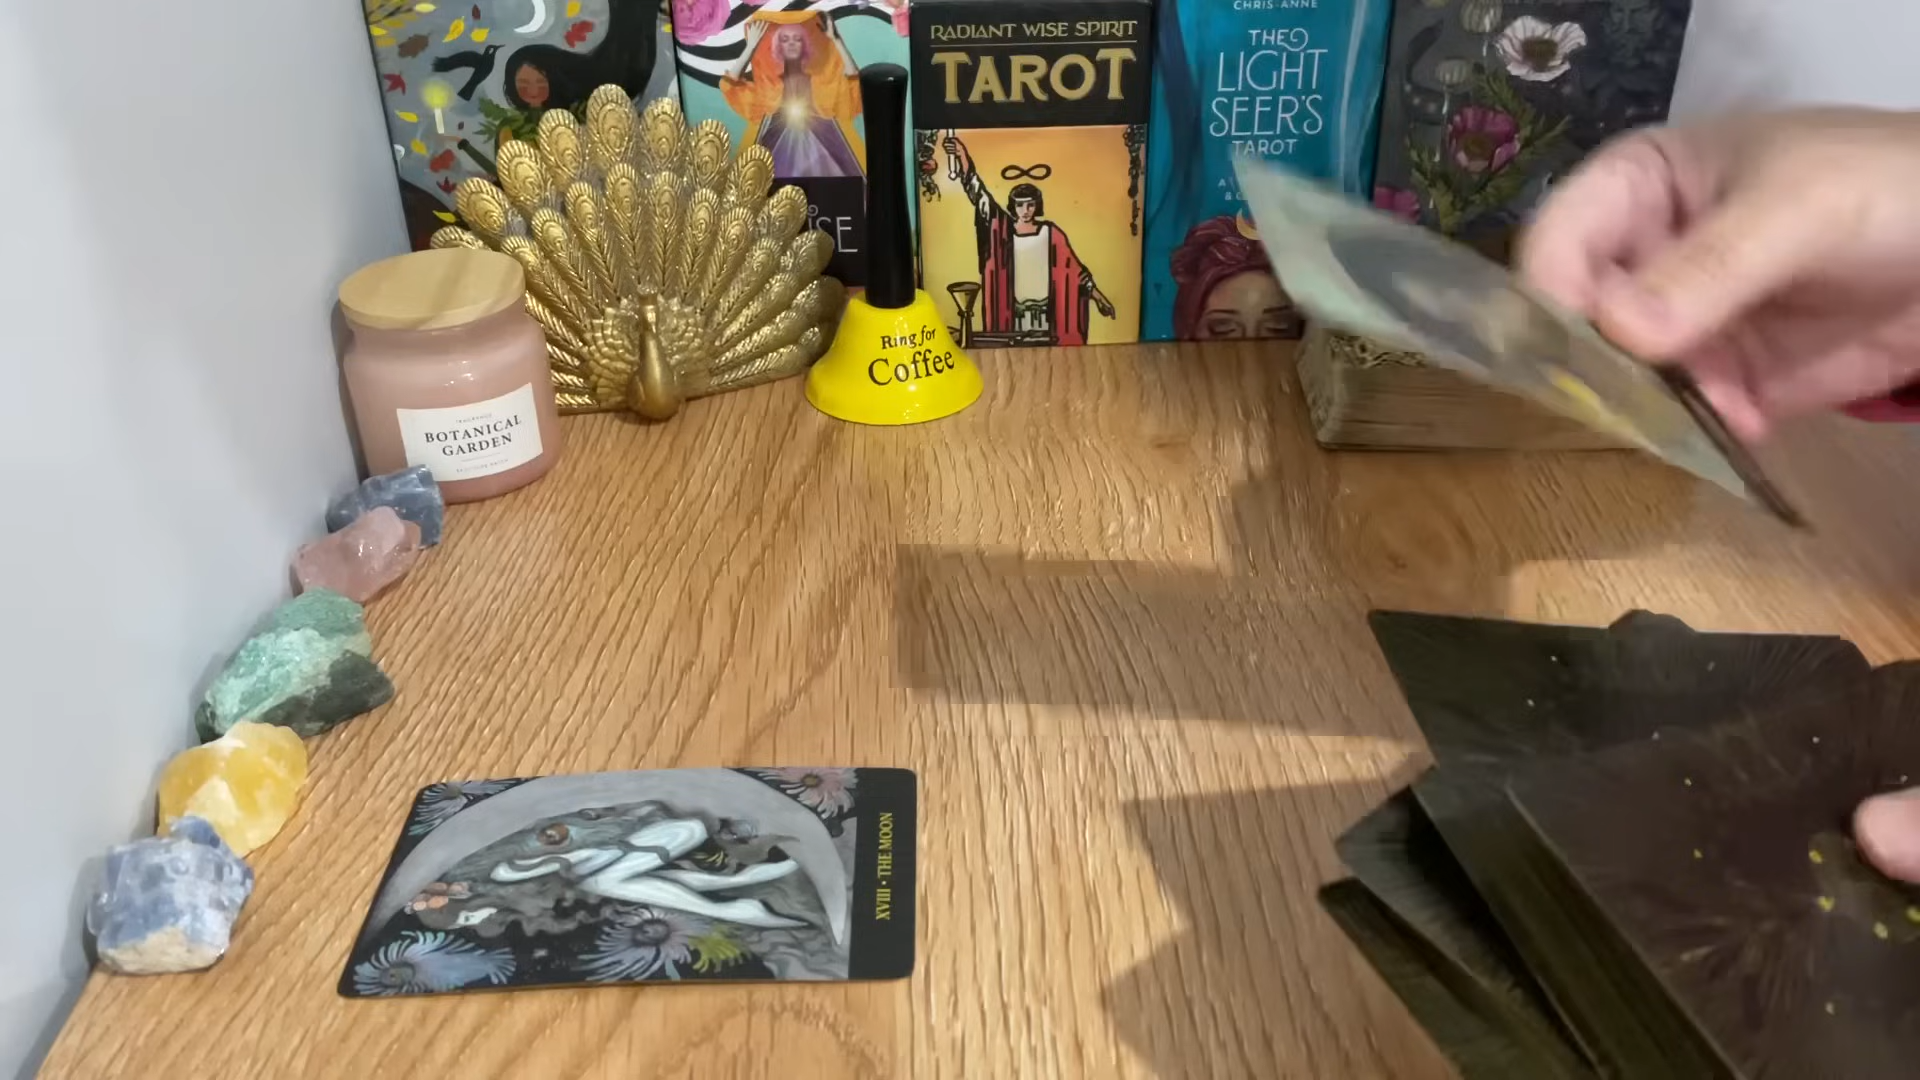 CHRIS-ANNE
RADIANT WISE SPIRIT
TAROT
THE
LIGHT
SEER'S
TAROT
Ring for
Coffee
BOTANICAL
GARDEN
XVIII • THE MOON